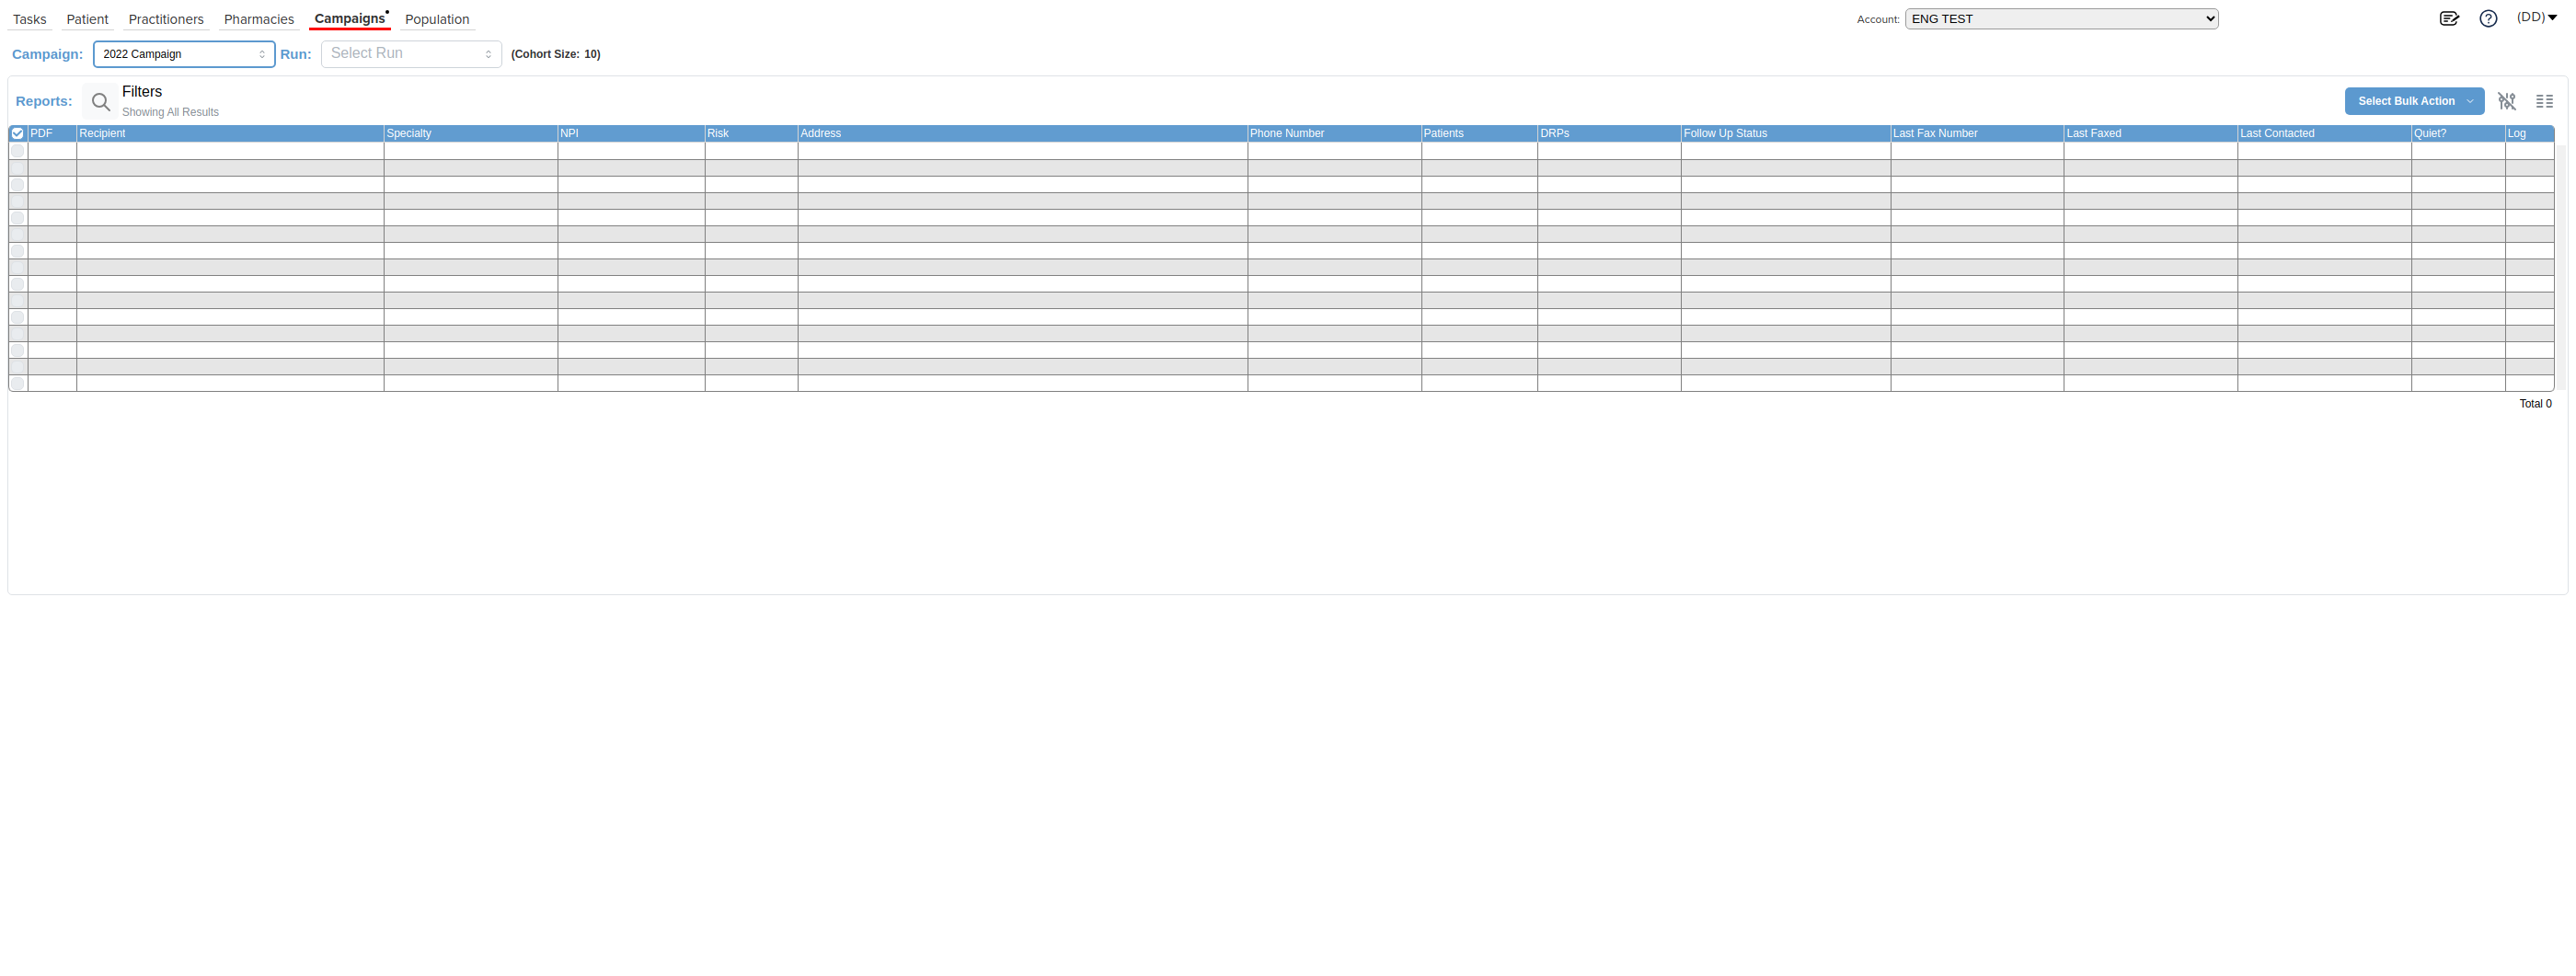 Tasks Patient Practitioners Pharmacies Campaigns Population Account: ENG TEST (DD)
Campaign: 2022 Campaign Run: Select Run (Cohort Size: 10)
Reports: Filters Select Bulk Action
Showing All Results
PDF Recipient Specialty NPI Risk Address Phone Number Patients DRPs Follow Up Status Last Fax Number Last Faxed Last Contacted Quiet? Log
Total 0